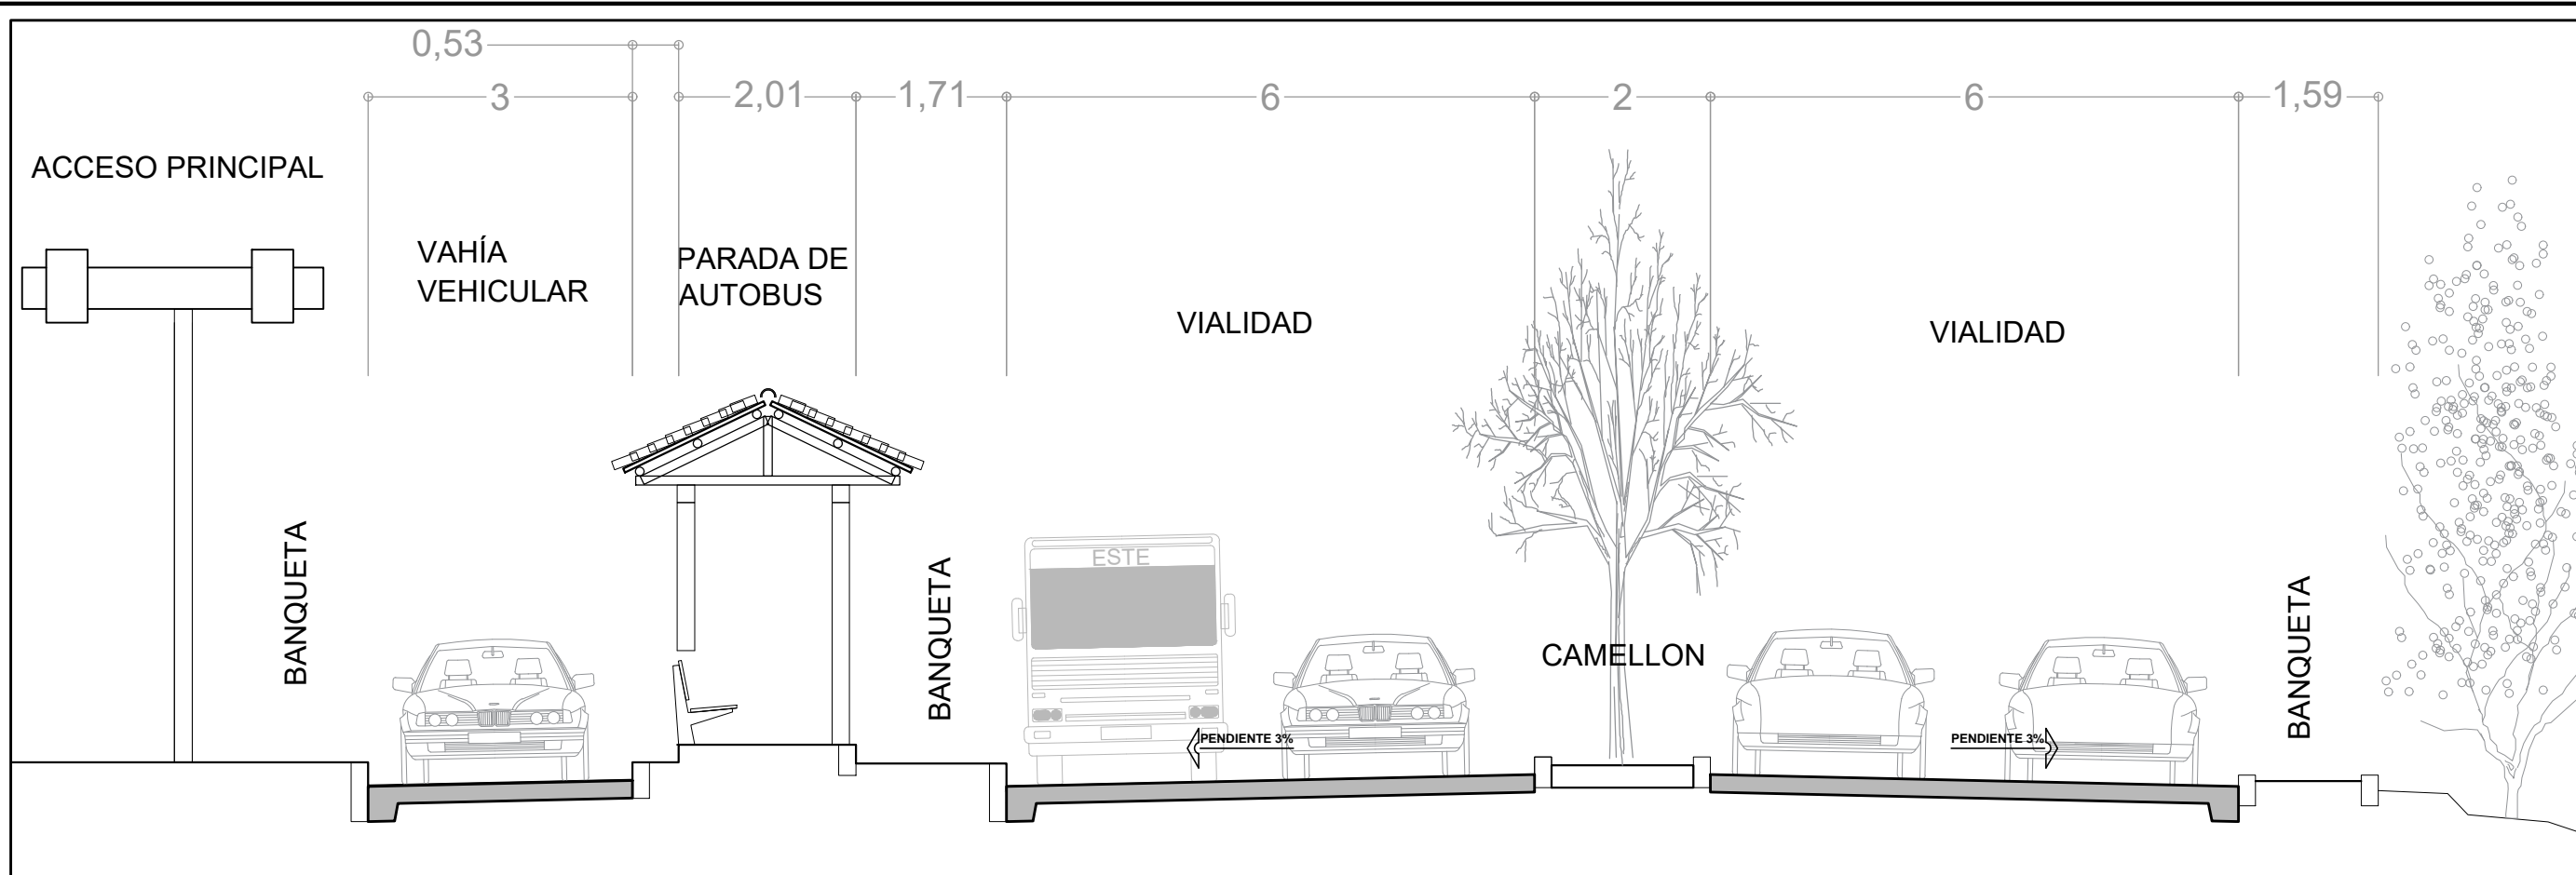 0,53
3
2,01
1,71
6
2
6
1,59
ACCESO PRINCIPAL
VAHÍA
VEHICULAR
PARADA DE
AUTOBUS
VIALIDAD
VIALIDAD
BANQUETA
BANQUETA
ESTE
CAMELLON
BANQUETA
PENDIENTE 3%
PENDIENTE 3%